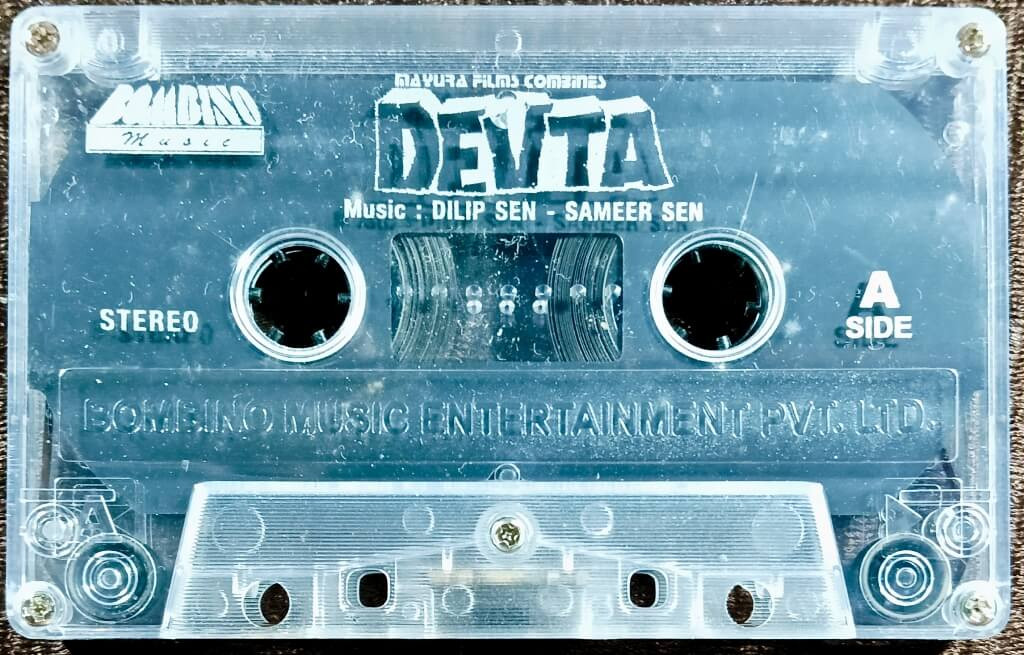 MAYURA FILMS COMBINES
BOMBINO
Music
DEVTA
Music : DILIP SEN - SAMEER SEN
STEREO
A
SIDE
BOMBINO MUSIC ENTERTAINMENT PVT. LTD.
A